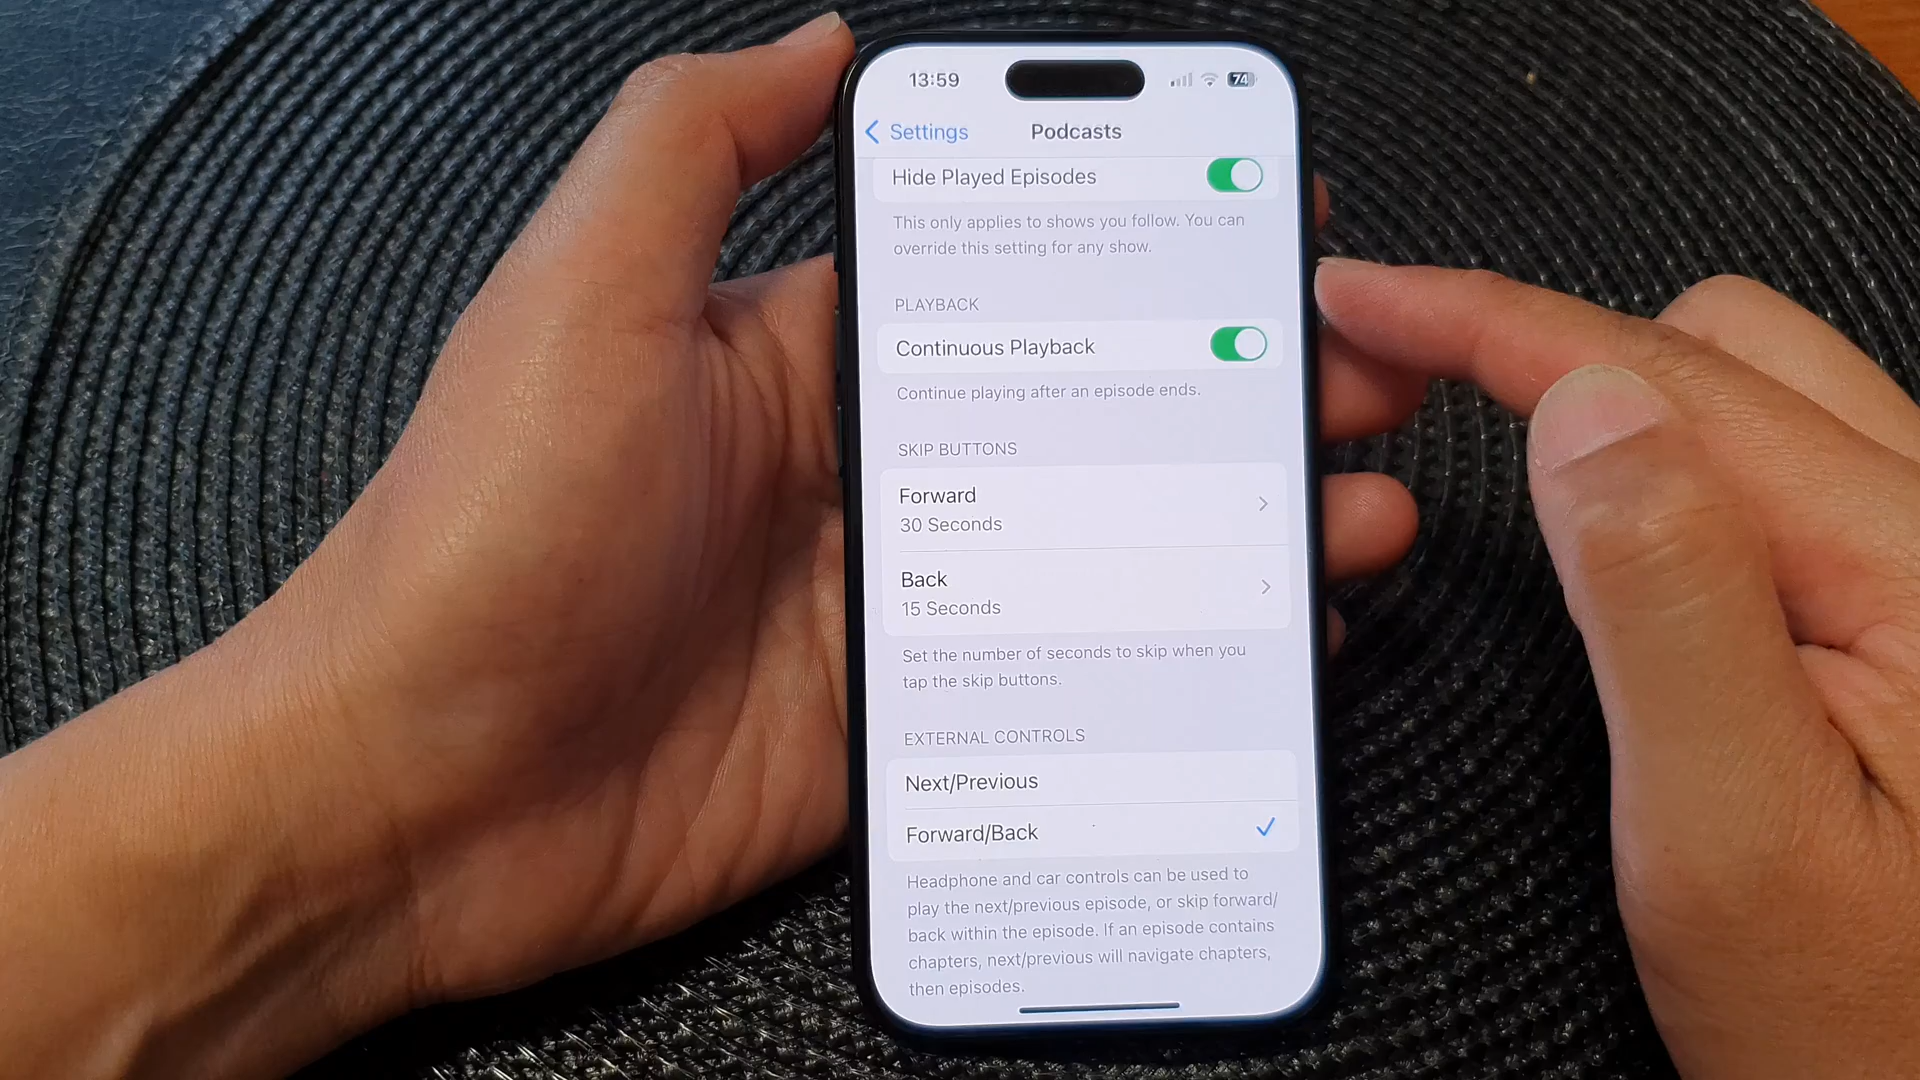 13:59
74
Settings
Podcasts
Hide Played Episodes
This only applies to shows you follow. You can
override this setting for any show.
PLAYBACK
Continuous Playback
Continue playing after an episode ends.
SKIP BUTTONS
Forward
30 Seconds
Back
15 Seconds
Set the number of seconds to skip when you
tap the skip buttons.
EXTERNAL CONTROLS
Next/Previous
Forward/Back
Headphone and car controls can be used to
play the next/previous episode, or skip forward/
back within the episode. If an episode contains
chapters, next/previous will navigate chapters,
then episodes.